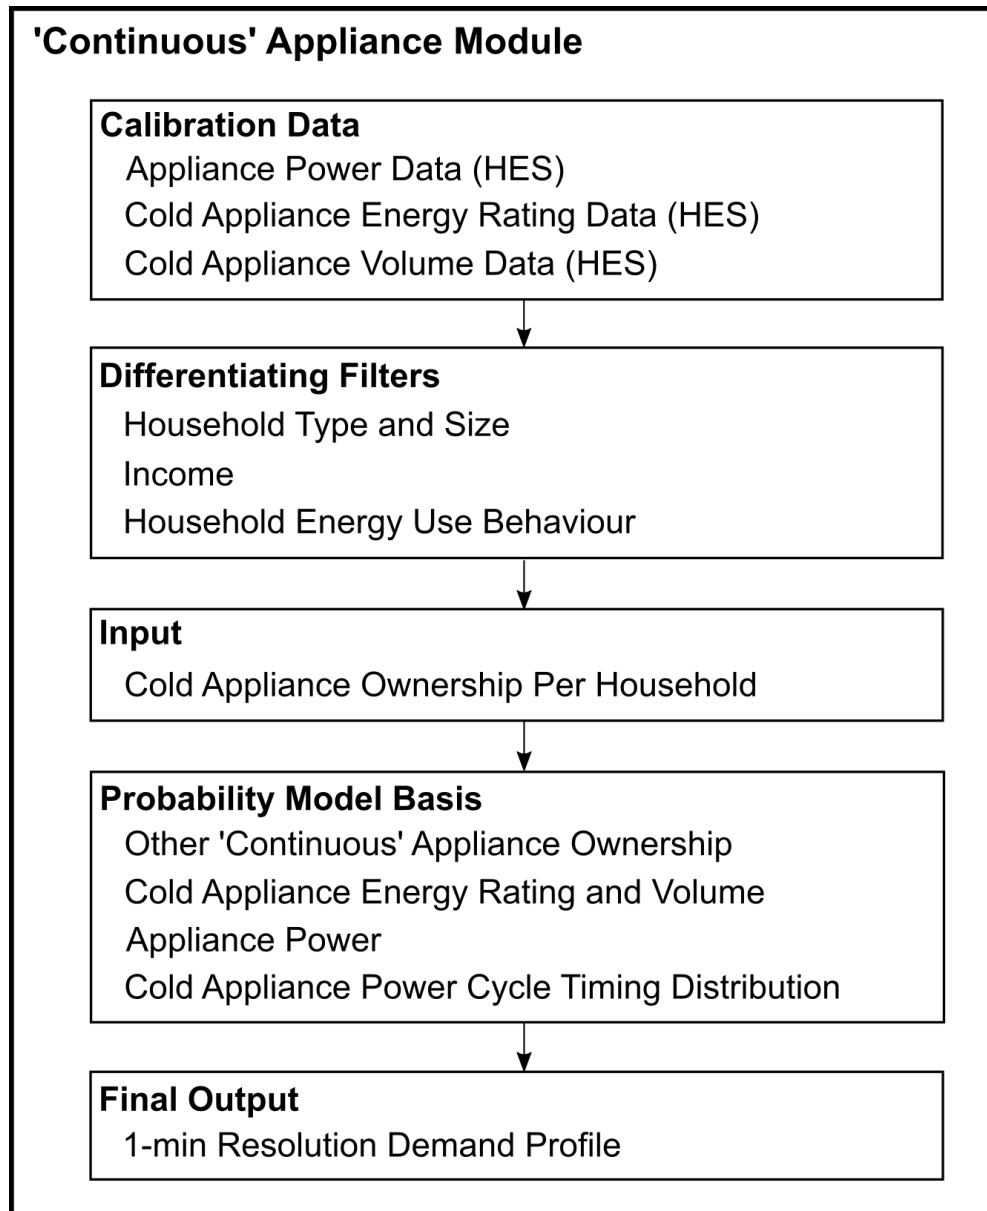 'Continuous' Appliance Module
Calibration Data
Appliance Power Data (HES)
Cold Appliance Energy Rating Data (HES)
Cold Appliance Volume Data (HES)
Differentiating Filters
Household Type and Size
Income
Household Energy Use Behaviour
Input
Cold Appliance Ownership Per Household
Probability Model Basis
Other 'Continuous' Appliance Ownership
Cold Appliance Energy Rating and Volume
Appliance Power
Cold Appliance Power Cycle Timing Distribution
Final Output
1-min Resolution Demand Profile